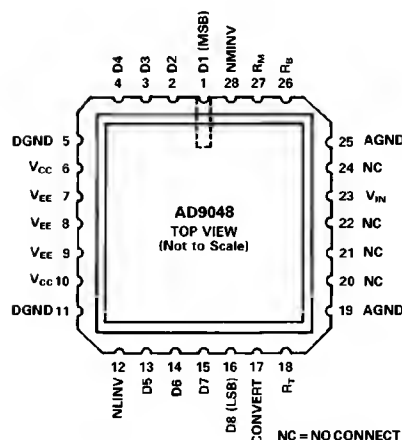 D4 D3 D2 D1 (MSB) NMINV RM RB
4 3 2 1 28 27 26
DGND 5
VCC 6
VEE 7
VEE 8
VEE 9
VCC 10
DGND 11
AD9048
TOP VIEW
(Not to Scale)
25 AGND
24 NC
23 VIN
22 NC
21 NC
20 NC
19 AGND
12 13 14 15 16 17 18
NLINV D5 D6 D7 D8 (LSB) CONVERT RT
NC = NO CONNECT